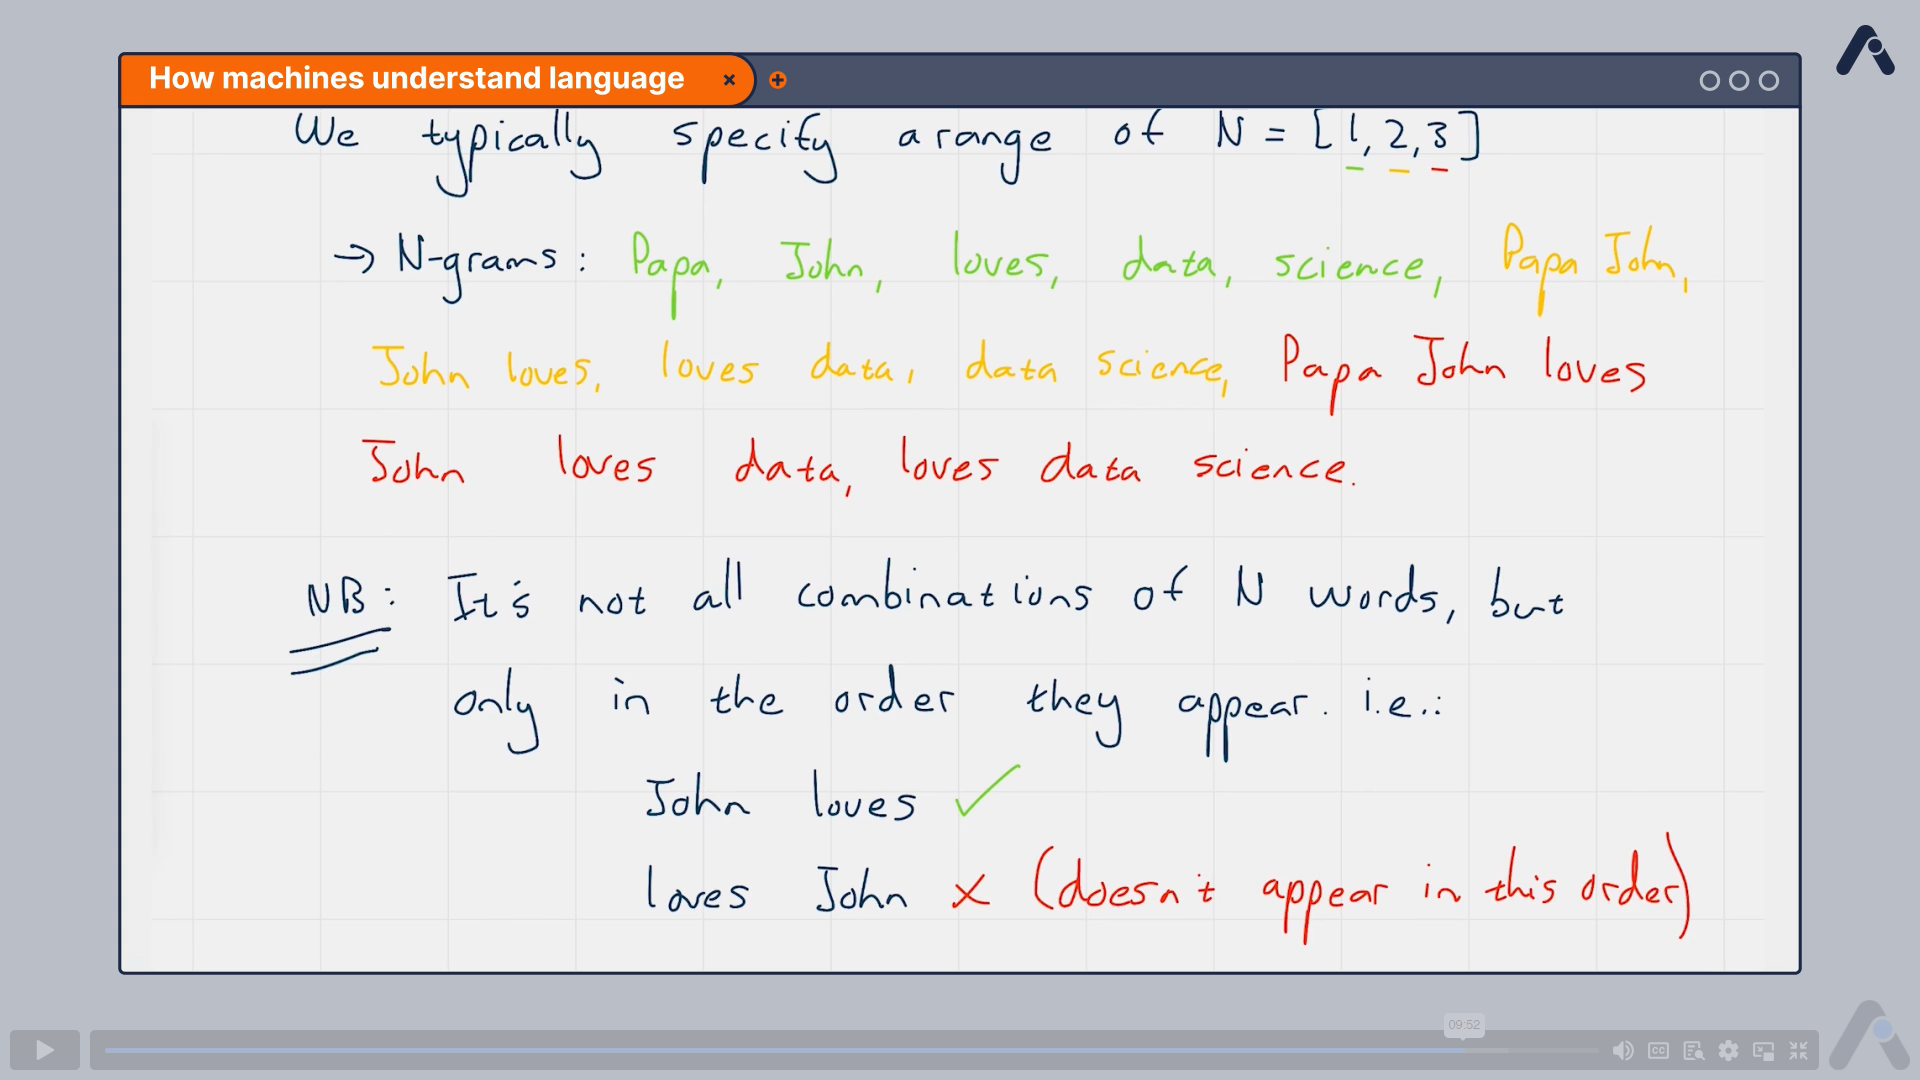 How machines understand language
We typically specify a range of N = [1, 2, 3]
→ N-grams: Papa, John, loves, data, science, Papa John,
John loves, loves data, data science, Papa John loves
John loves data, loves data science.
NB: It's not all combinations of N words, but
only in the order they appear. i.e.:
John loves ✓
loves John x (doesn't appear in this order)
09:52
CC